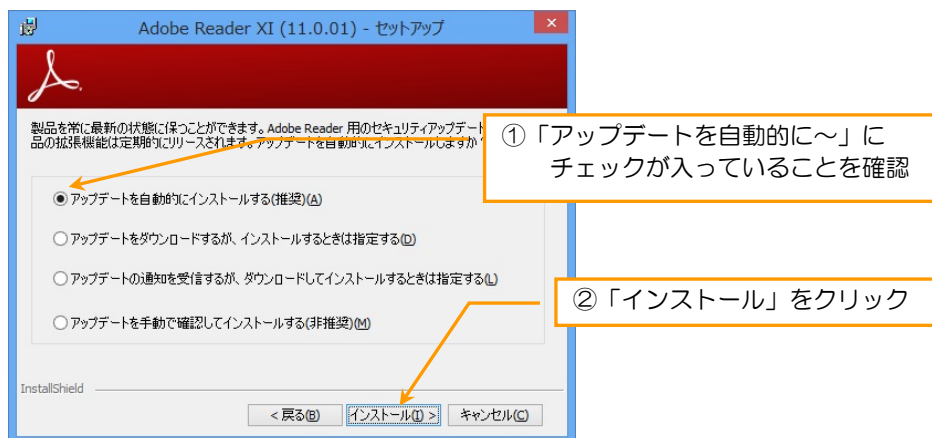 Adobe Reader XI (11.0.01) - セットアップ
製品を常に最新の状態に保つことができます。Adobe Reader 用のセキュリティアップデート
品の拡張機能は定期的にリリースされます。アップデートを自動的にインストールしますか
①「アップデートを自動的に～」に
チェックが入っていることを確認
アップデートを自動的にインストールする(推奨)(A)
アップデートをダウンロードするが、インストールするときは指定する(D)
アップデートの通知を受信するが、ダウンロードしてインストールするときは指定する(L)
②「インストール」をクリック
アップデートを手動で確認してインストールする(非推奨)(M)
InstallShield
< 戻る(B) インストール(I) > キャンセル(C)